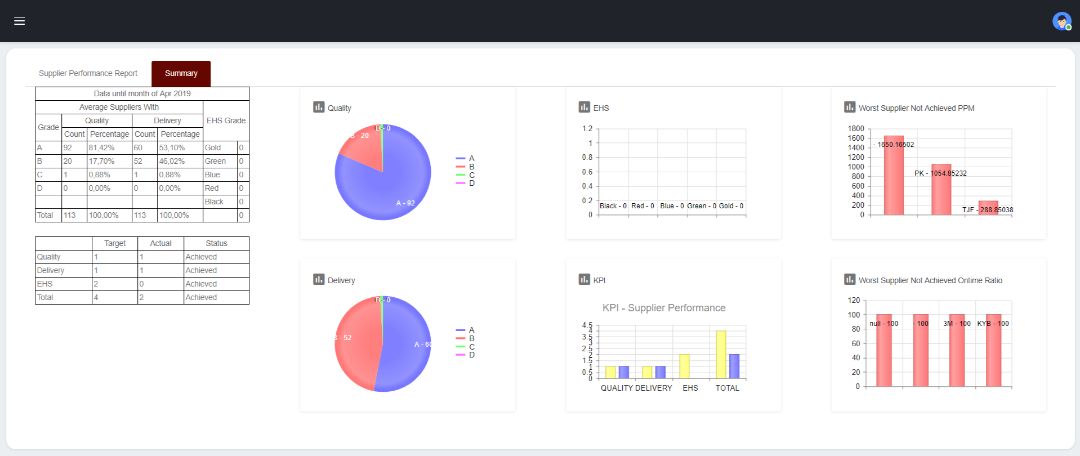 Supplier Performance Report
Summary
Data until month of Apr 2019
Average Suppliers With
Grade Quality Delivery EHS Grade
Count Percentage Count Percentage
A 92 81,42% 60 53,10% Gold 0
B 20 17,70% 52 46,02% Green 0
C 1 0,88% 1 0,88% Blue 0
D 0 0,00% 0 0,00% Red 0
Black 0
Total 113 100,00% 113 100,00% 0
Target Actual Status
Quality 1 1 Achieved
Delivery 1 1 Achieved
EHS 2 0 Achieved
Total 4 2 Achieved
Quality
- 0
20
A - 92
A
B
C
D
EHS
1.2
1
0.8
0.6
0.4
0.2
0
Black - 0 Red - 0 Blue - 0 Green - 0 Gold - 0
Worst Supplier Not Achieved PPM
1800
1600
1400
1200
1000
800
600
400
200
0
- 1650.16502
PK - 1054.85232
TJF - 288.85038
Delivery
- 0
- 52
A - 60
A
B
C
D
KPI
KPI - Supplier Performance
4.5
4
3.5
3
2.5
2
1.5
1
0.5
0
QUALITY DELIVERY EHS TOTAL
Worst Supplier Not Achieved Ontime Ratio
120
100
80
60
40
20
0
null - 100 100 3M - 100 KYB - 100